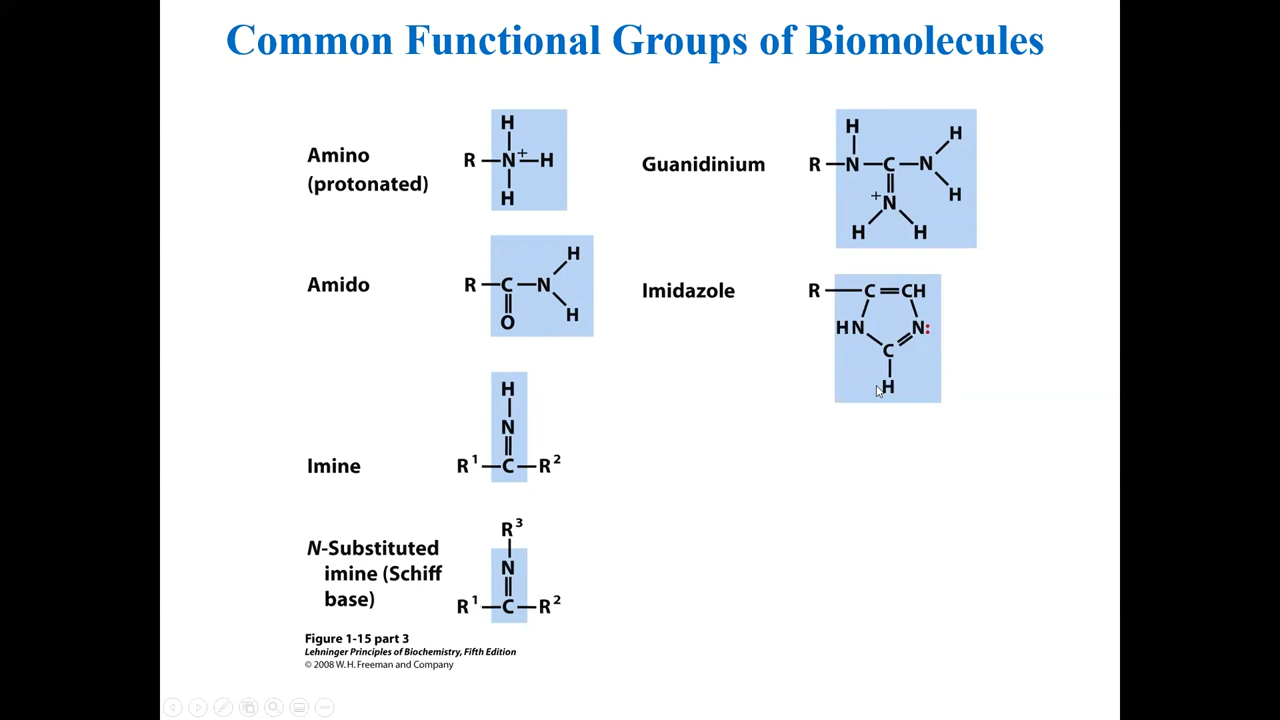 Common Functional Groups of Biomolecules
Amino
(protonated)
H
R—N+—H
H
Guanidinium
H
H
R—N—C—N
H
+N
H H
Amido
H
R—C—N
H
O
Imidazole
R—C=CH
HN N:
C
H
Imine
H
N
R1—C—R2
N-Substituted
imine (Schiff
base)
R3
N
R1—C—R2
Figure 1-15 part 3
Lehninger Principles of Biochemistry, Fifth Edition
© 2008 W. H. Freeman and Company